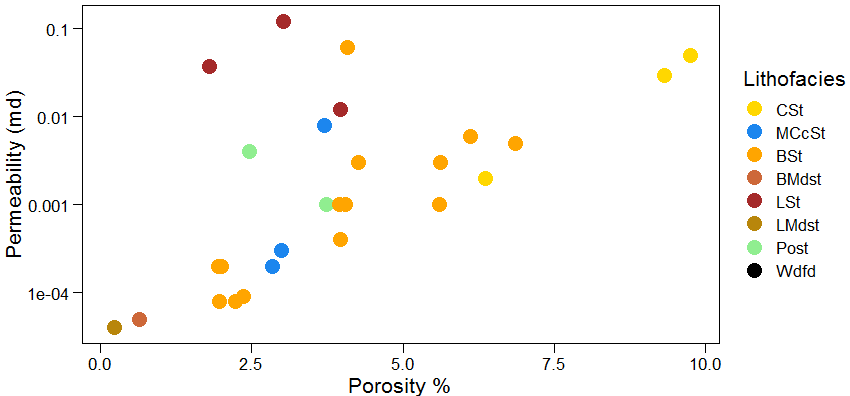 0.1
0.01
0.001
1e-04
Permeability (md)
0.0 2.5 5.0 7.5 10.0
Porosity %
Lithofacies
CSt
MCcSt
BSt
BMdst
LSt
LMdst
Post
Wdfd